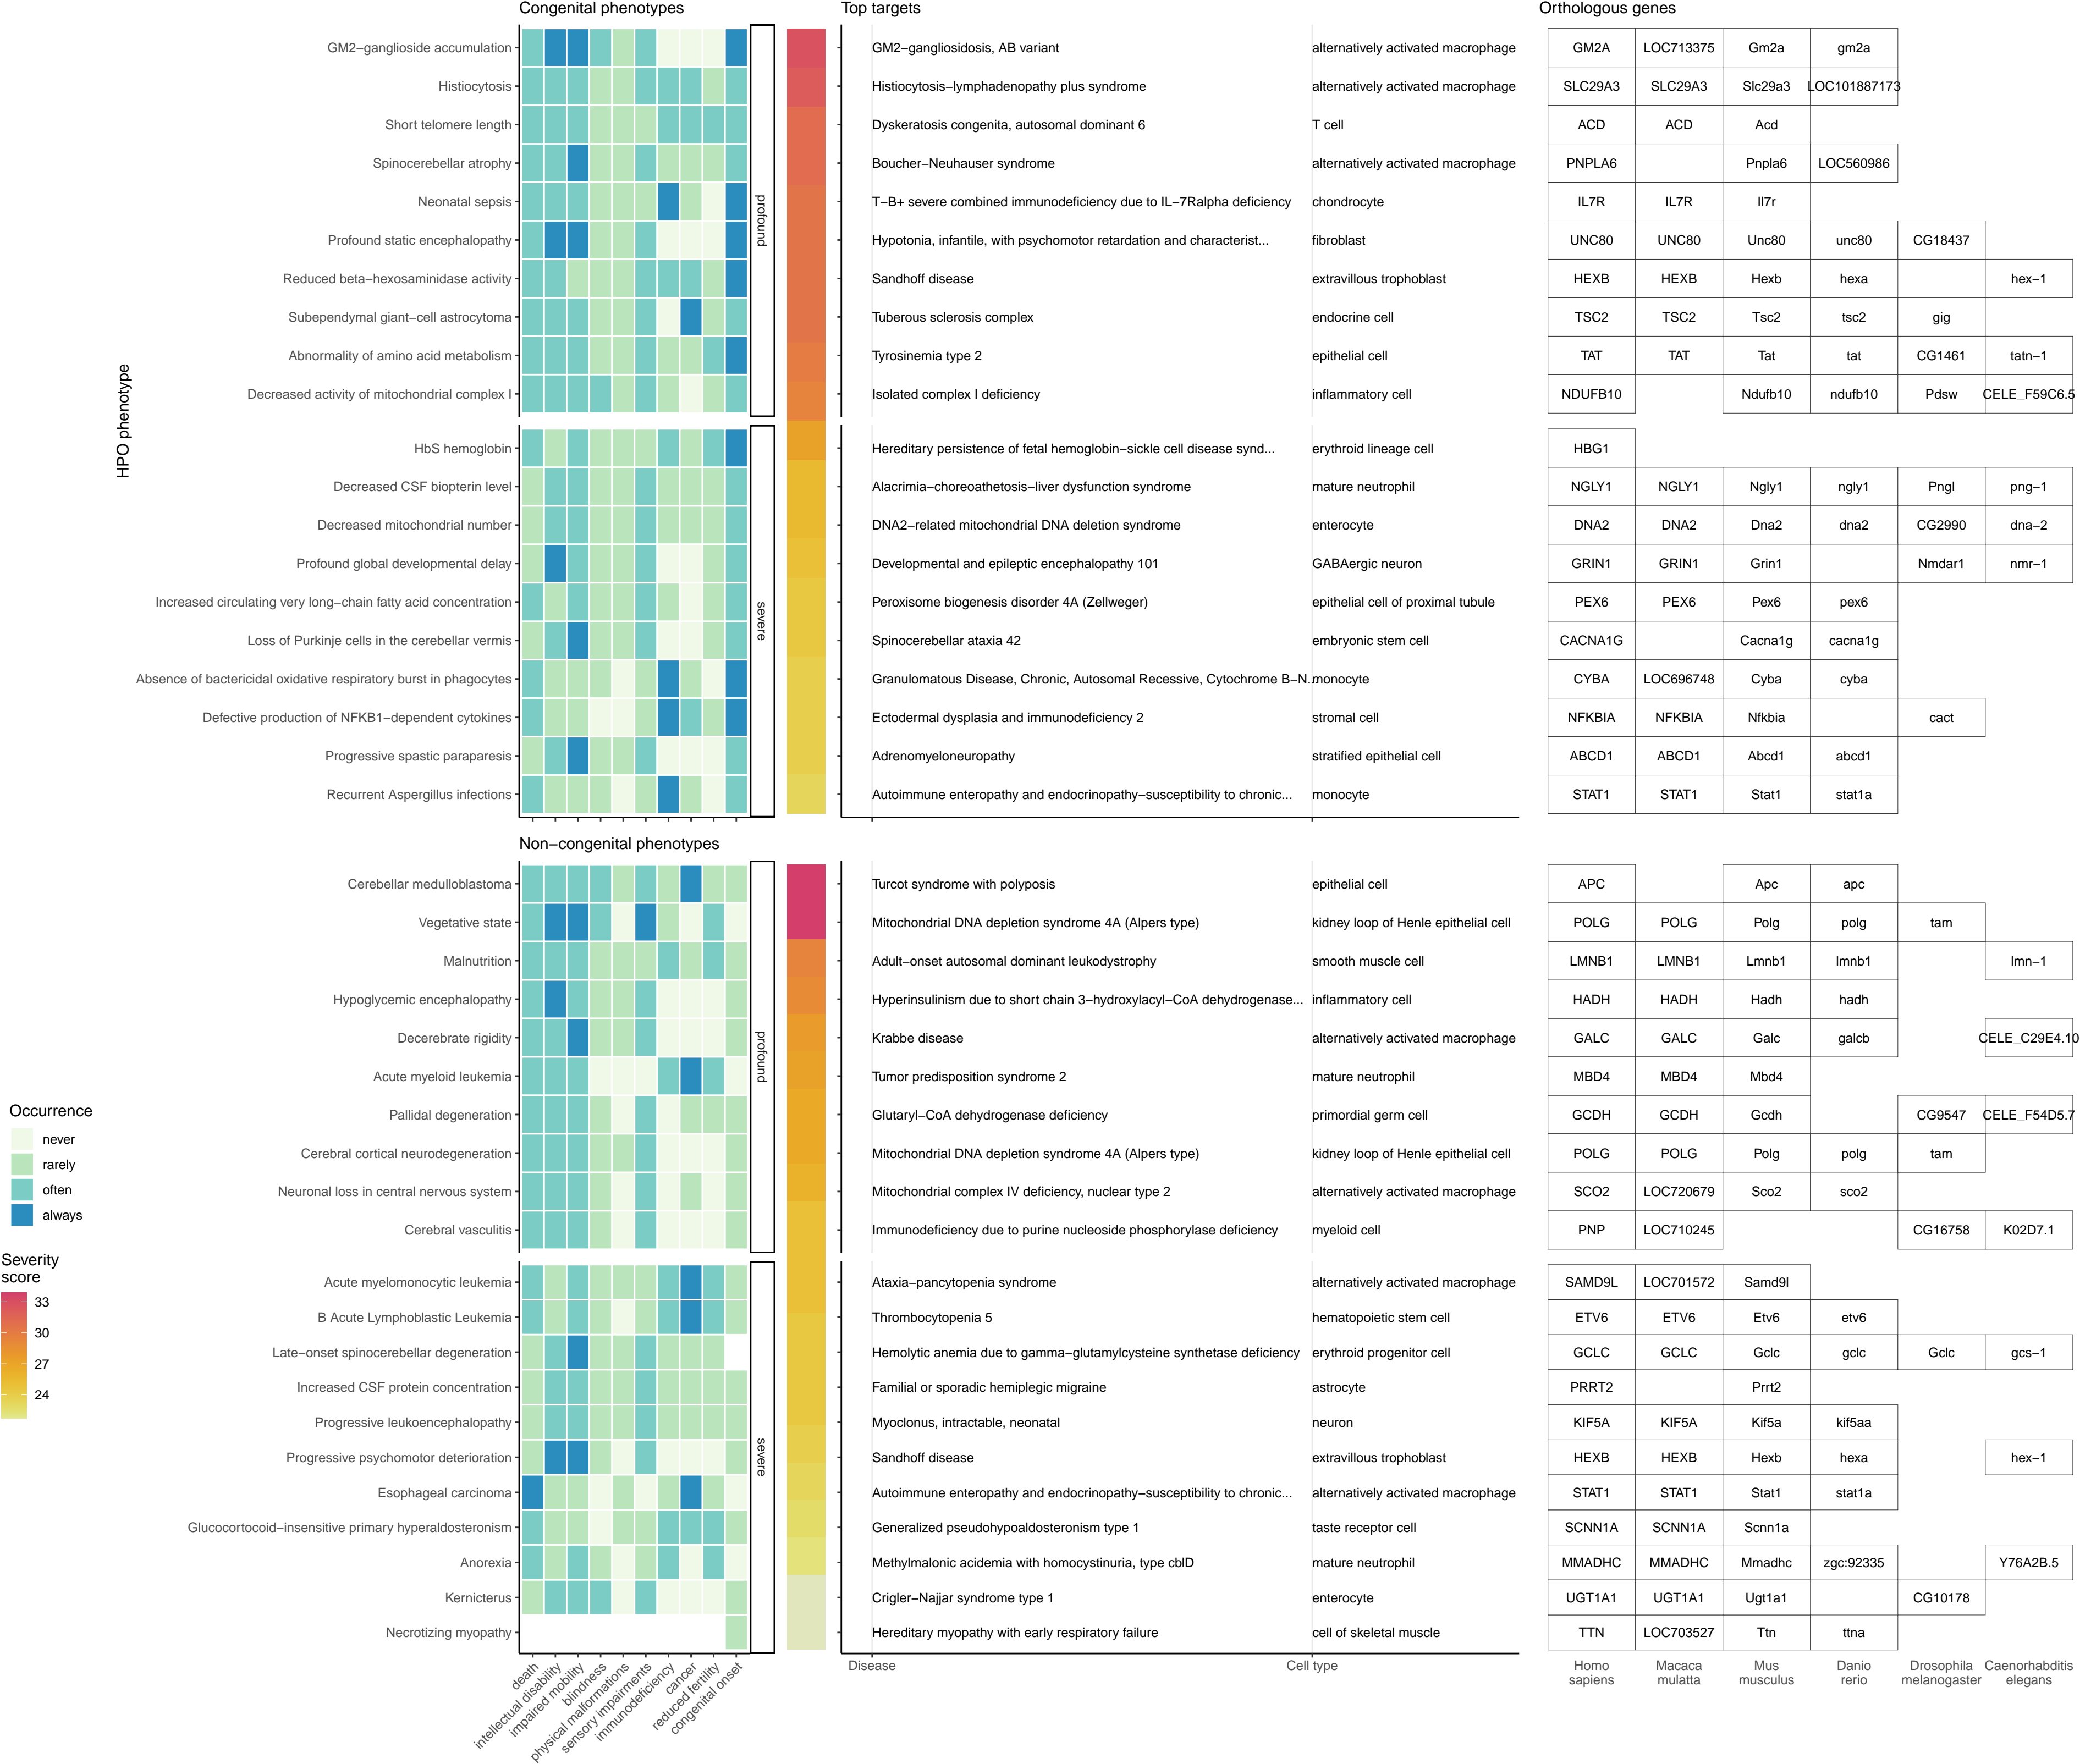 Congenital phenotypes
Top targets
Orthologous genes
HPO phenotype
GM2−ganglioside accumulation GM2−gangliosidosis, AB variant alternatively activated macrophage GM2A LOC713375 Gm2a gm2a
Histiocytosis Histiocytosis−lymphadenopathy plus syndrome alternatively activated macrophage SLC29A3 SLC29A3 Slc29a3 LOC101887173
Short telomere length Dyskeratosis congenita, autosomal dominant 6 T cell ACD ACD Acd
Spinocerebellar atrophy Boucher−Neuhauser syndrome alternatively activated macrophage PNPLA6 Pnpla6 LOC560986
Neonatal sepsis T−B+ severe combined immunodeficiency due to IL−7Ralpha deficiency chondrocyte IL7R IL7R Il7r
Profound static encephalopathy Hypotonia, infantile, with psychomotor retardation and characterist... fibroblast UNC80 UNC80 Unc80 unc80 CG18437
Reduced beta−hexosaminidase activity Sandhoff disease extravillous trophoblast HEXB HEXB Hexb hexa hex−1
Subependymal giant−cell astrocytoma Tuberous sclerosis complex endocrine cell TSC2 TSC2 Tsc2 tsc2 gig
Abnormality of amino acid metabolism Tyrosinemia type 2 epithelial cell TAT TAT Tat tat CG1461 tatn−1
Decreased activity of mitochondrial complex I Isolated complex I deficiency inflammatory cell NDUFB10 Ndufb10 ndufb10 Pdsw CELE_F59C6.5
profound
HbS hemoglobin Hereditary persistence of fetal hemoglobin−sickle cell disease synd... erythroid lineage cell HBG1
Decreased CSF biopterin level Alacrimia−choreoathetosis−liver dysfunction syndrome mature neutrophil NGLY1 NGLY1 Ngly1 ngly1 Pngl png−1
Decreased mitochondrial number DNA2−related mitochondrial DNA deletion syndrome enterocyte DNA2 DNA2 Dna2 dna2 CG2990 dna−2
Profound global developmental delay Developmental and epileptic encephalopathy 101 GABAergic neuron GRIN1 GRIN1 Grin1 Nmdar1 nmr−1
Increased circulating very long−chain fatty acid concentration Peroxisome biogenesis disorder 4A (Zellweger) epithelial cell of proximal tubule PEX6 PEX6 Pex6 pex6
Loss of Purkinje cells in the cerebellar vermis Spinocerebellar ataxia 42 embryonic stem cell CACNA1G Cacna1g cacna1g
Absence of bactericidal oxidative respiratory burst in phagocytes Granulomatous Disease, Chronic, Autosomal Recessive, Cytochrome B−N... monocyte CYBA LOC696748 Cyba cyba
Defective production of NFKB1−dependent cytokines Ectodermal dysplasia and immunodeficiency 2 stromal cell NFKBIA NFKBIA Nfkbia cact
Progressive spastic paraparesis Adrenomyeloneuropathy stratified epithelial cell ABCD1 ABCD1 Abcd1 abcd1
Recurrent Aspergillus infections Autoimmune enteropathy and endocrinopathy−susceptibility to chronic... monocyte STAT1 STAT1 Stat1 stat1a
severe
Non−congenital phenotypes
Cerebellar medulloblastoma Turcot syndrome with polyposis epithelial cell APC Apc apc
Vegetative state Mitochondrial DNA depletion syndrome 4A (Alpers type) kidney loop of Henle epithelial cell POLG POLG Polg polg tam
Malnutrition Adult−onset autosomal dominant leukodystrophy smooth muscle cell LMNB1 LMNB1 Lmnb1 lmnb1 lmn−1
Hypoglycemic encephalopathy Hyperinsulinism due to short chain 3−hydroxylacyl−CoA dehydrogenase... inflammatory cell HADH HADH Hadh hadh
Decerebrate rigidity Krabbe disease alternatively activated macrophage GALC GALC Galc galcb CELE_C29E4.10
Acute myeloid leukemia Tumor predisposition syndrome 2 mature neutrophil MBD4 MBD4 Mbd4
Pallidal degeneration Glutaryl−CoA dehydrogenase deficiency primordial germ cell GCDH GCDH Gcdh CG9547 CELE_F54D5.7
Cerebral cortical neurodegeneration Mitochondrial DNA depletion syndrome 4A (Alpers type) kidney loop of Henle epithelial cell POLG POLG Polg polg tam
Neuronal loss in central nervous system Mitochondrial complex IV deficiency, nuclear type 2 alternatively activated macrophage SCO2 LOC720679 Sco2 sco2
Cerebral vasculitis Immunodeficiency due to purine nucleoside phosphorylase deficiency myeloid cell PNP LOC710245 CG16758 K02D7.1
profound
Acute myelomonocytic leukemia Ataxia−pancytopenia syndrome alternatively activated macrophage SAMD9L LOC701572 Samd9l
B Acute Lymphoblastic Leukemia Thrombocytopenia 5 hematopoietic stem cell ETV6 ETV6 Etv6 etv6
Late−onset spinocerebellar degeneration Hemolytic anemia due to gamma−glutamylcysteine synthetase deficiency erythroid progenitor cell GCLC GCLC Gclc gclc Gclc gcs−1
Increased CSF protein concentration Familial or sporadic hemiplegic migraine astrocyte PRRT2 Prrt2
Progressive leukoencephalopathy Myoclonus, intractable, neonatal neuron KIF5A KIF5A Kif5a kif5aa
Progressive psychomotor deterioration Sandhoff disease extravillous trophoblast HEXB HEXB Hexb hexa hex−1
Esophageal carcinoma Autoimmune enteropathy and endocrinopathy−susceptibility to chronic... alternatively activated macrophage STAT1 STAT1 Stat1 stat1a
Glucocortocoid−insensitive primary hyperaldosteronism Generalized pseudohypoaldosteronism type 1 taste receptor cell SCNN1A SCNN1A Scnn1a
Anorexia Methylmalonic acidemia with homocystinuria, type cblD mature neutrophil MMADHC MMADHC Mmadhc zgc:92335 Y76A2B.5
Kernicterus Crigler−Najjar syndrome type 1 enterocyte UGT1A1 UGT1A1 Ugt1a1 CG10178
Necrotizing myopathy Hereditary myopathy with early respiratory failure cell of skeletal muscle TTN LOC703527 Ttn ttna
severe
death
intellectual disability
impaired mobility
blindness
physical malformations
sensory impairments
immunodeficiency
cancer
reduced fertility
congenital onset
Disease
Cell type
Homo sapiens
Macaca mulatta
Mus musculus
Danio rerio
Drosophila melanogaster
Caenorhabditis elegans
Occurrence
never
rarely
often
always
Severity
score
33
30
27
24